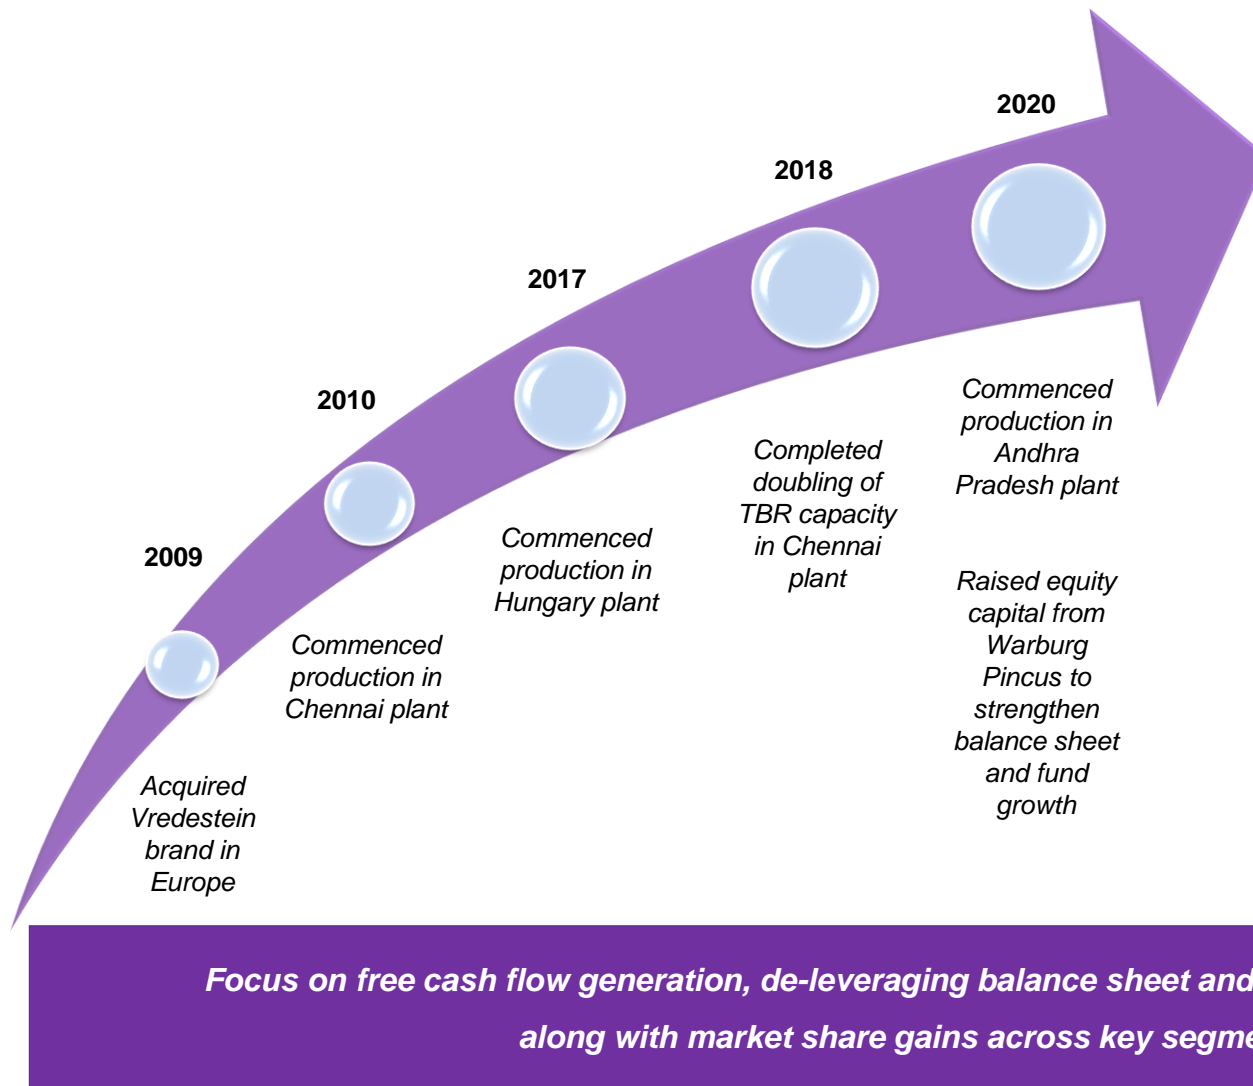 2009
Acquired
Vredestein
brand in
Europe
2010
Commenced
production in
Chennai plant
2017
Commenced
production in
Hungary plant
2018
Completed
doubling of
TBR capacity
in Chennai
plant
2020
Commenced
production in
Andhra
Pradesh plant
Raised equity
capital from
Warburg
Pincus to
strengthen
balance sheet
and fund
growth
Focus on free cash flow generation, de-leveraging balance sheet and
along with market share gains across key segme